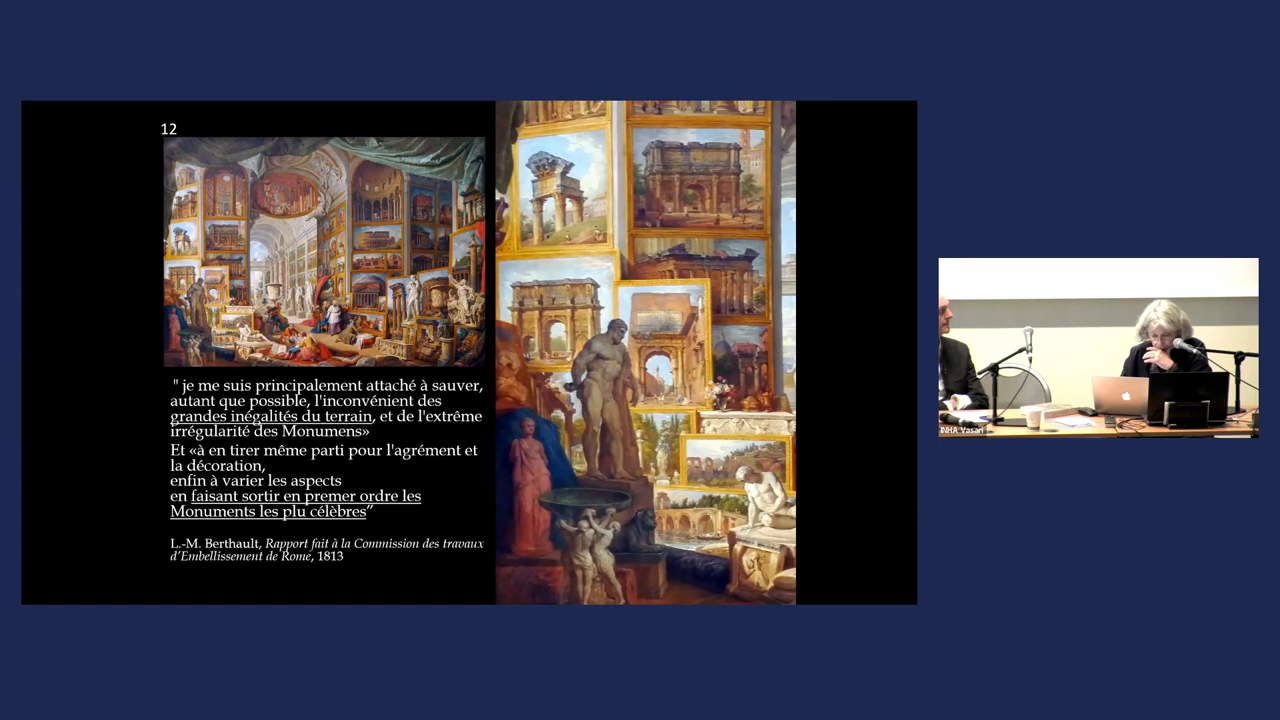 12
" je me suis principalement attaché à sauver,
autant que possible, l'inconvénient des
grandes inégalités du terrain, et de l'extrême
irrégularité des Monumens»
Et «à en tirer même parti pour l'agrément et
la décoration,
enfin à varier les aspects
en faisant sortir en premier ordre les
Monuments les plu célèbres”
L.-M. Berthault, Rapport fait à la Commission des travaux
d'Embellissement de Rome, 1813
INHA Vasari